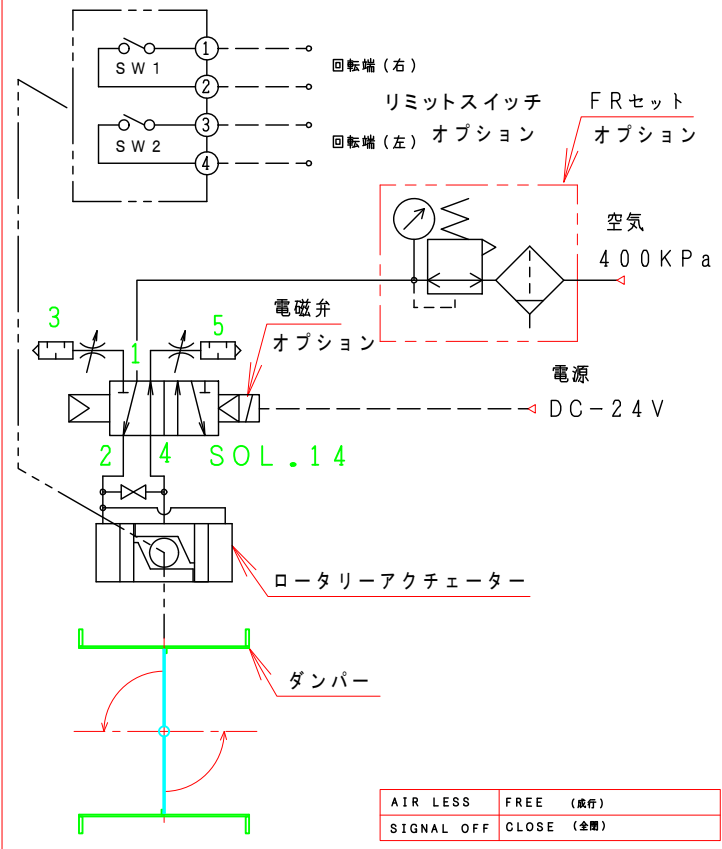 1
SW1
2
回転端 (右)
3
SW2
4
回転端 (左)
リミットスイッチ
オプション
FRセット
オプション
空気
400KPa
電磁弁
オプション
3
1
5
電源
DC-24V
2
4
SOL.14
ロータリーアクチェーター
ダンパー
AIR LESS FREE (成行)
SIGNAL OFF CLOSE (全閉)